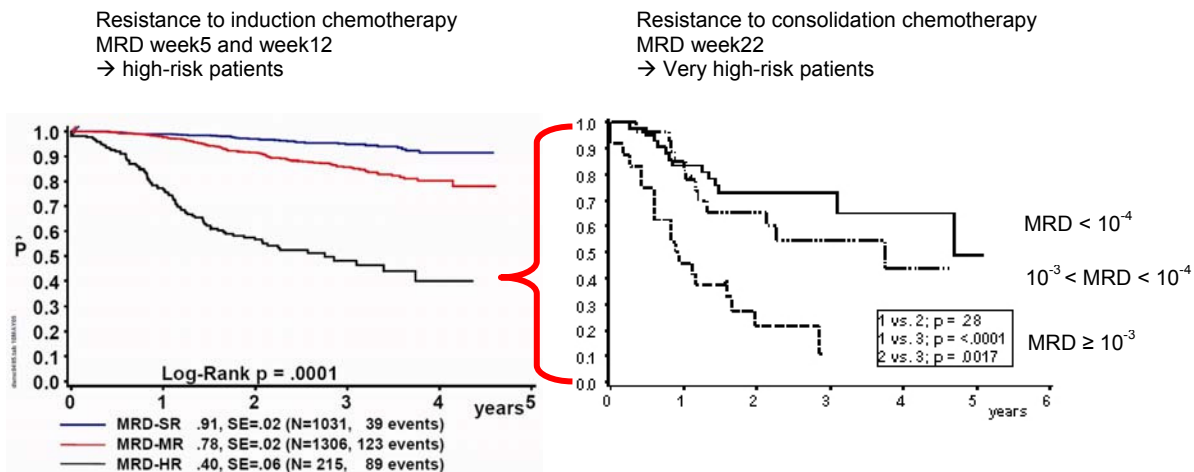 Resistance to induction chemotherapy
MRD week5 and week12
→ high-risk patients
Resistance to consolidation chemotherapy
MRD week22
→ Very high-risk patients
1.0
0.9
0.8
0.7
0.6
0.5
0.4
0.3
0.2
0.1
0.0
P̂
Log-Rank p = .0001
0 1 2 3 4 5
years
MRD-SR .91, SE=.02 (N=1031, 39 events)
MRD-MR .78, SE=.02 (N=1306, 123 events)
MRD-HR .40, SE=.06 (N= 215, 89 events)
1.0
0.9
0.8
0.7
0.6
0.5
0.4
0.3
0.2
0.1
0.0
0 1 2 3 4 5 6
years
1 vs. 2; p = .28
1 vs. 3; p = <.0001
2 vs. 3; p = .0017
MRD < 10⁻⁴
10⁻³ < MRD < 10⁻⁴
MRD ≥ 10⁻³